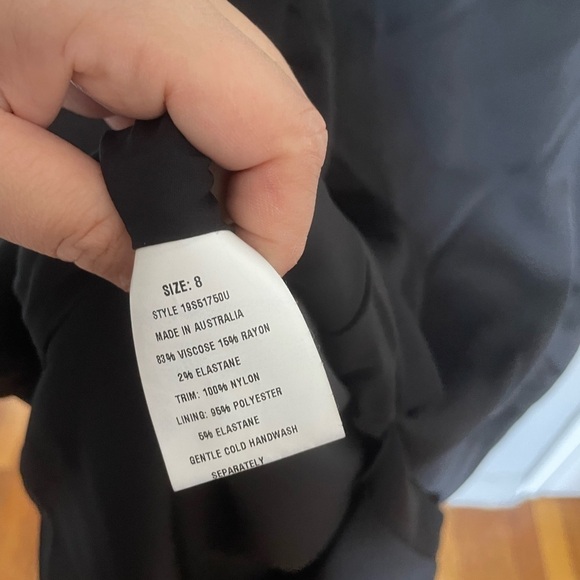 SIZE: 8
STYLE 19S51750U
MADE IN AUSTRALIA
83% VISCOSE 15% RAYON
2% ELASTANE
TRIM: 100% NYLON
LINING: 95% POLYESTER
5% ELASTANE
GENTLE COLD HANDWASH
SEPARATELY